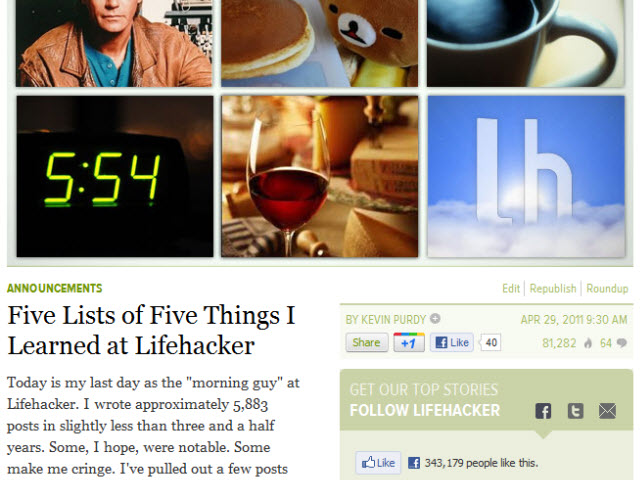 5:54
lh
ANNOUNCEMENTS
Edit | Republish | Roundup
Five Lists of Five Things I
Learned at Lifehacker
BY KEVIN PURDY
APR 29, 2011 9:30 AM
Share +1 Like 40
81,282 64
Today is my last day as the "morning guy" at
Lifehacker. I wrote approximately 5,883
posts in slightly less than three and a half
years. Some, I hope, were notable. Some
make me cringe. I've pulled out a few posts
GET OUR TOP STORIES
FOLLOW LIFEHACKER
Like 343,179 people like this.